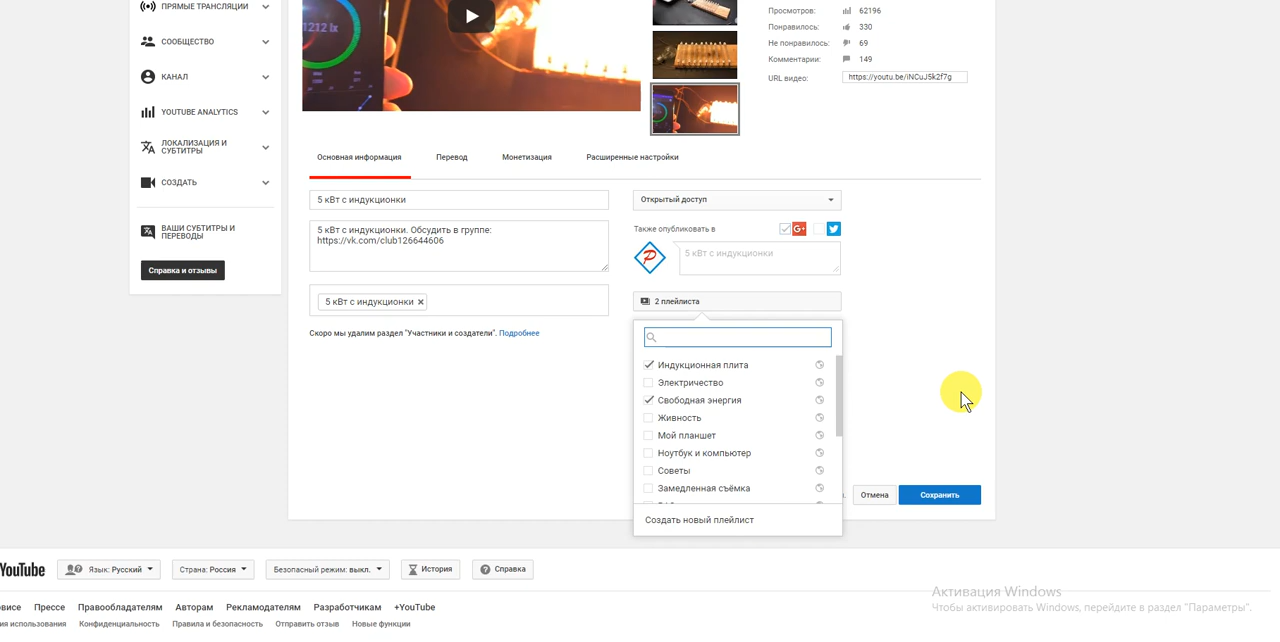 ПРЯМЫЕ ТРАНСЛЯЦИИ
СООБЩЕСТВО
КАНАЛ
YOUTUBE ANALYTICS
ЛОКАЛИЗАЦИЯ И
СУБТИТРЫ
СОЗДАТЬ
ВАШИ СУБТИТРЫ И
ПЕРЕВОДЫ
Справка и отзывы
1212 lx
Просмотров: 62196
Понравилось: 330
Не понравилось: 69
Комментарии: 149
URL видео: https://youtu.be/iNCuJ5k2f7g
Основная информация Перевод Монетизация Расширенные настройки
5 кВт с индукционки
5 кВт с индукционки. Обсудить в группе:
https://vk.com/club126644606
5 кВт с индукционки
Скоро мы удалим раздел "Участники и создатели". Подробнее
Открытый доступ
Также опубликовать в G+
5 кВт с индукционки
2 плейлиста
Индукционная плита
Электричество
Свободная энергия
Живность
Мой планшет
Ноутбук и компьютер
Советы
Замедленная съёмка
Создать новый плейлист
Отмена Сохранить
YouTube Язык: Русский Страна: Россия Безопасный режим: выкл. История Справка
Прессе Правообладателям Авторам Рекламодателям Разработчикам +YouTube
использования Конфиденциальность Правила и безопасность Отправить отзыв Новые функции
Активация Windows
Чтобы активировать Windows, перейдите в раздел "Параметры".